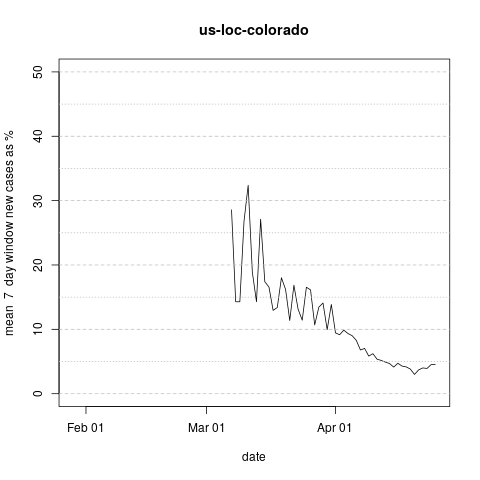 us-loc-colorado
mean 7 day window new cases as %
50
40
30
20
10
0
Feb 01
Mar 01
Apr 01
date